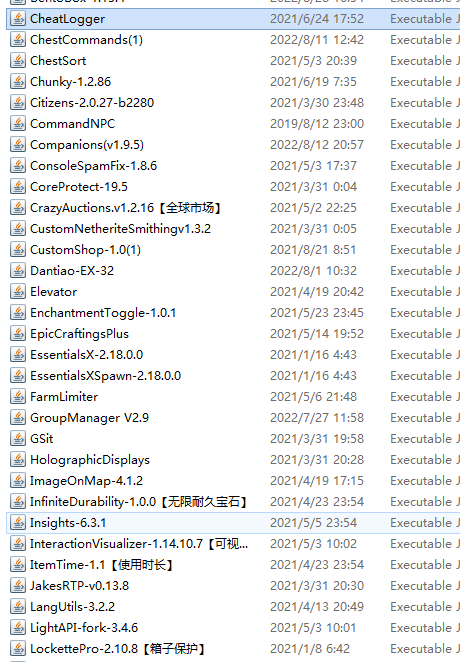 CheatLogger 2021/6/24 17:52 Executable J
ChestCommands(1) 2022/8/11 12:42 Executable J
ChestSort 2021/5/3 20:39 Executable J
Chunky-1.2.86 2021/6/19 7:35 Executable J
Citizens-2.0.27-b2280 2021/3/30 23:48 Executable J
CommandNPC 2019/8/12 23:00 Executable J
Companions(v1.9.5) 2022/8/12 20:57 Executable J
ConsoleSpamFix-1.8.6 2021/5/3 17:37 Executable J
CoreProtect-19.5 2021/3/31 0:04 Executable J
CrazyAuctions.v1.2.16【全球市场】 2021/5/2 22:25 Executable J
CustomNetheriteSmithingv1.3.2 2021/3/31 0:05 Executable J
CustomShop-1.0(1) 2021/8/21 8:51 Executable J
Dantiao-EX-32 2022/8/1 10:32 Executable J
Elevator 2021/4/19 20:42 Executable J
EnchantmentToggle-1.0.1 2021/5/23 23:45 Executable J
EpicCraftingsPlus 2021/5/14 19:52 Executable J
EssentialsX-2.18.0.0 2021/1/16 4:43 Executable J
EssentialsXSpawn-2.18.0.0 2021/1/16 4:43 Executable J
FarmLimiter 2021/5/6 21:48 Executable J
GroupManager V2.9 2022/7/27 11:58 Executable J
GSit 2021/3/31 19:58 Executable J
HolographicDisplays 2021/3/31 20:28 Executable J
ImageOnMap-4.1.2 2021/4/19 17:15 Executable J
InfiniteDurability-1.0.0【无限耐久宝石】 2021/4/23 23:54 Executable J
Insights-6.3.1 2021/5/5 23:54 Executable J
InteractionVisualizer-1.14.10.7【可视... 2021/5/3 10:02 Executable J
ItemTime-1.1【使用时长】 2021/4/23 23:54 Executable J
JakesRTP-v0.13.8 2021/3/31 20:30 Executable J
LangUtils-3.2.2 2021/4/13 20:49 Executable J
LightAPI-fork-3.4.6 2021/5/3 10:01 Executable J
LockettePro-2.10.8【箱子保护】 2021/1/8 6:42 Executable J